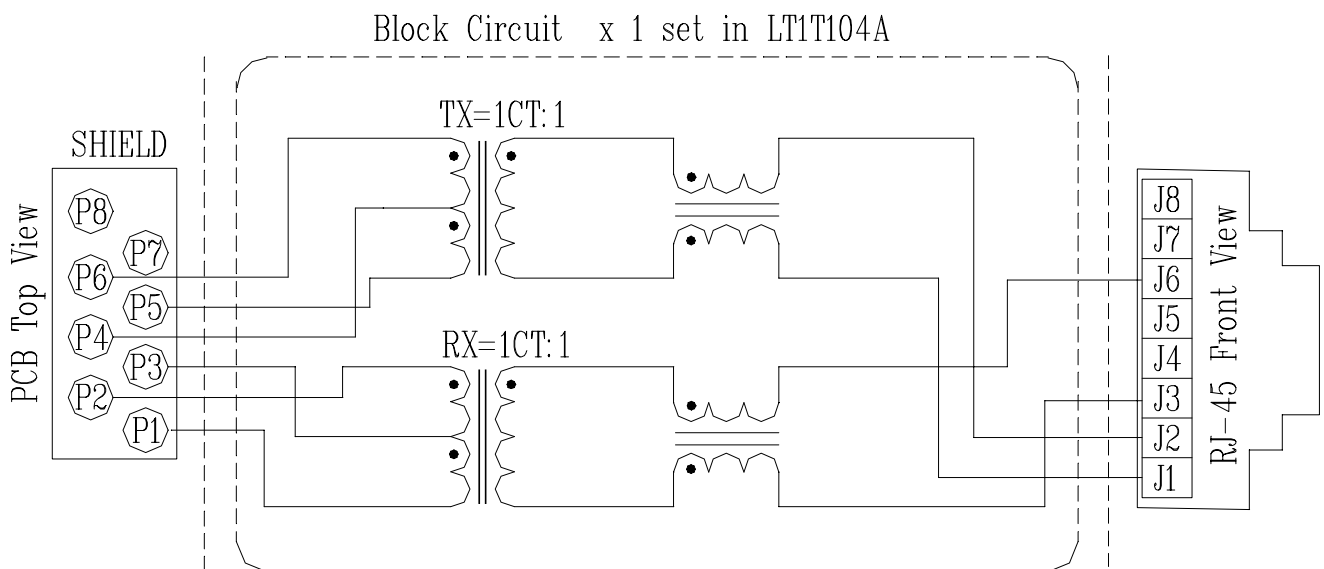 Block Circuit x 1 set in LT1T104A
TX=1CT:1
SHIELD
PCB Top View
P8
P7
P6
P5
P4
P3
P2
P1
RX=1CT:1
J8
J7
J6
J5
J4
J3
J2
J1
RJ-45 Front View